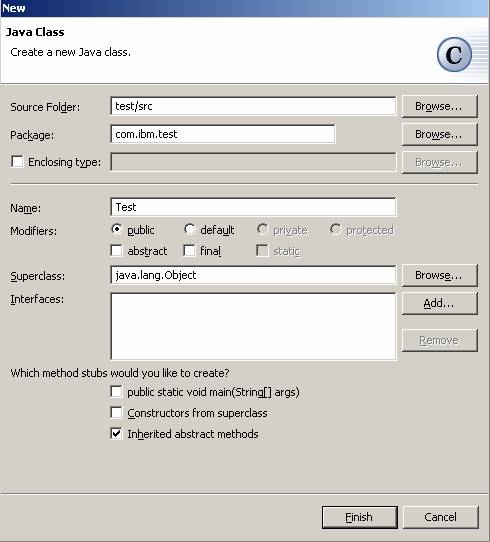 New
Java Class
Create a new Java class.
C
Source Folder: test/src Browse...
Package: com.ibm.test Browse...
Enclosing type: Browse...
Name: Test
Modifiers: public default private protected
abstract final static
Superclass: java.lang.Object Browse...
Interfaces: Add...
Remove
Which method stubs would you like to create?
public static void main(String[] args)
Constructors from superclass
Inherited abstract methods
Finish Cancel